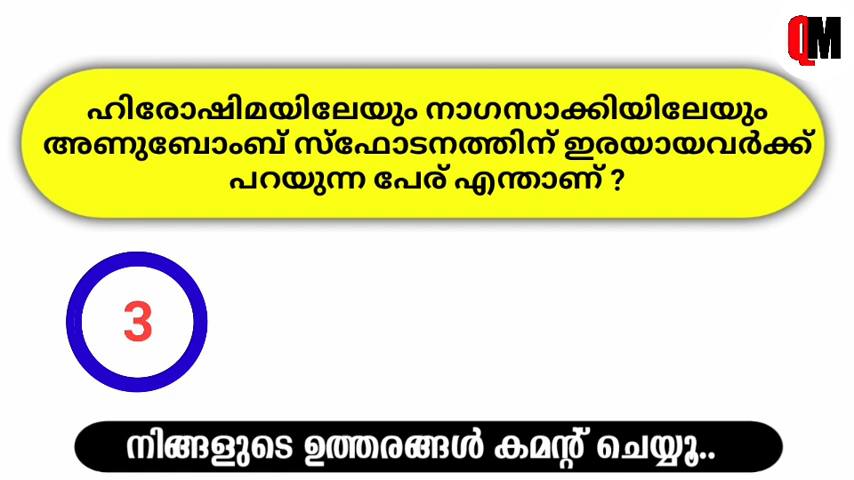 QM
ഹിരോഷിമയിലേയും നാഗസാക്കിയിലേയും
അണുബോംബ് സ്ഫോടനത്തിന് ഇരയായവർക്ക്
പറയുന്ന പേര് എന്താണ് ?
3
നിങ്ങളുടെ ഉത്തരങ്ങൾ കമന്റ് ചെയ്യൂ..